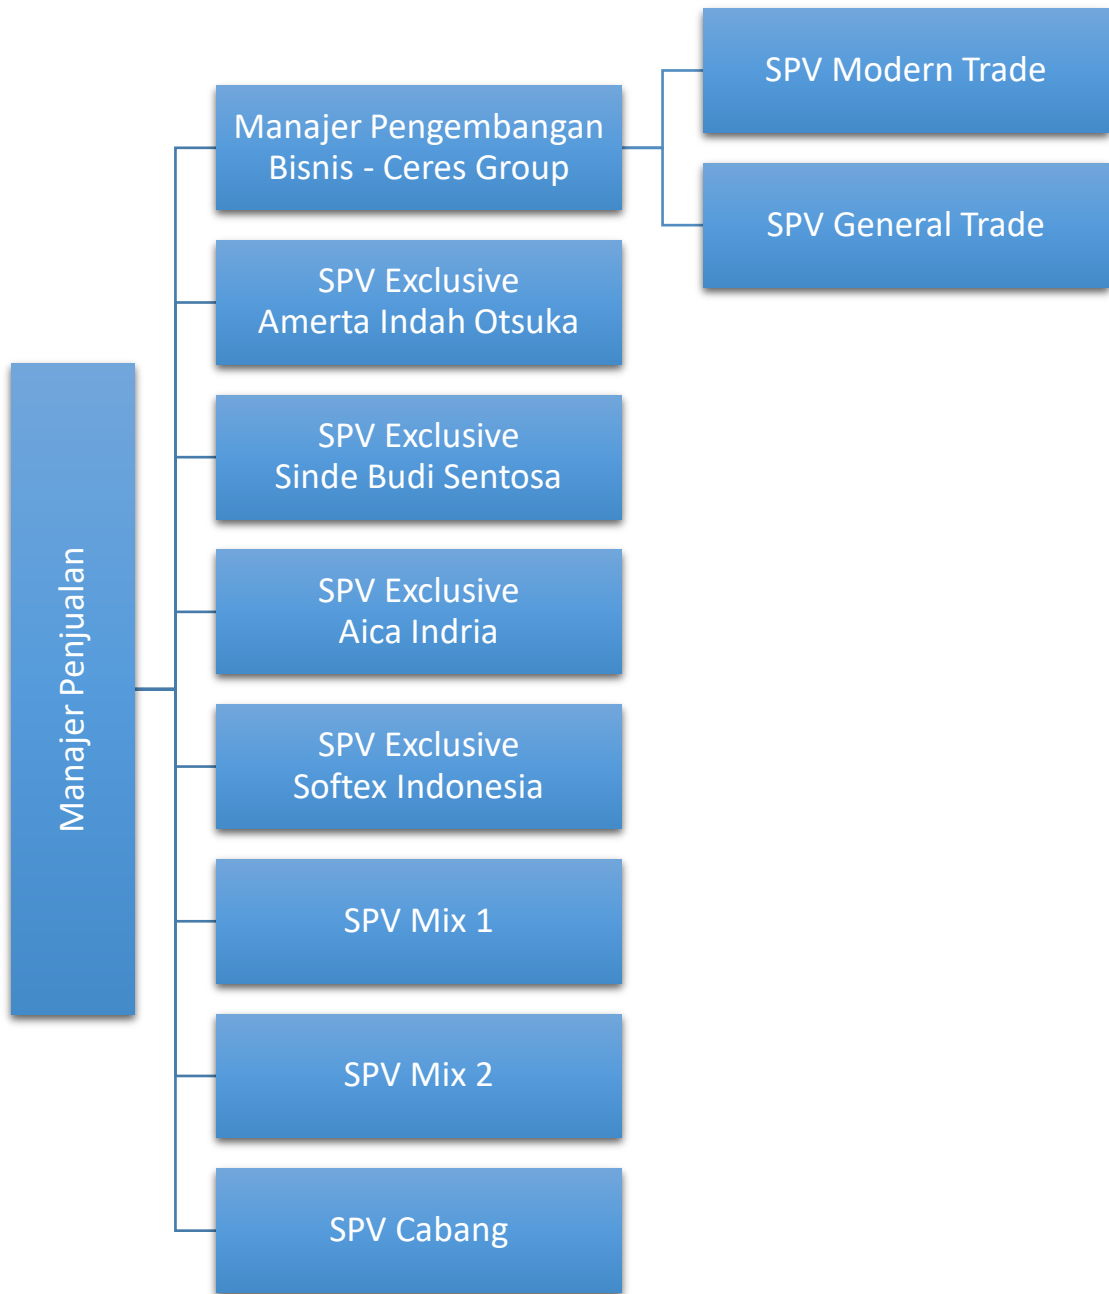 Manajer Penjualan
Manajer Pengembangan
Bisnis - Ceres Group
SPV Modern Trade
SPV General Trade
SPV Exclusive
Amerta Indah Otsuka
SPV Exclusive
Sinde Budi Sentosa
SPV Exclusive
Aica Indria
SPV Exclusive
Softex Indonesia
SPV Mix 1
SPV Mix 2
SPV Cabang